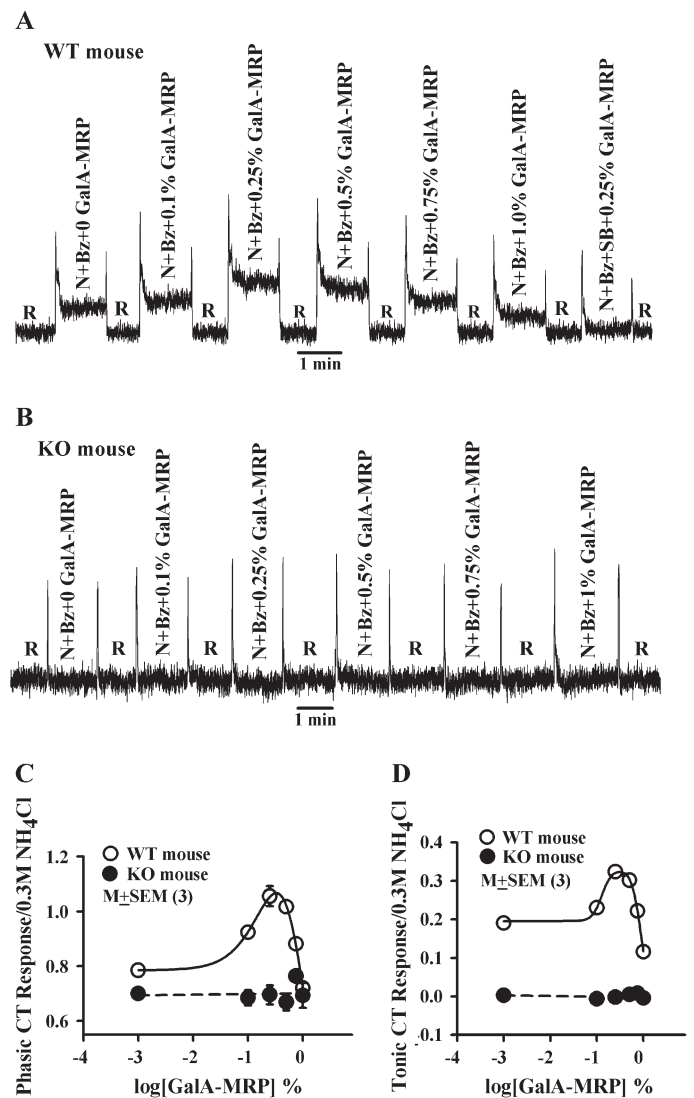 A
WT mouse
N+Bz+0 GalA-MRP
N+Bz+0.1% GalA-MRP
N+Bz+0.25% GalA-MRP
N+Bz+0.5% GalA-MRP
N+Bz+0.75% GalA-MRP
N+Bz+1.0% GalA-MRP
N+Bz+SB+0.25% GalA-MRP
R R R R R R R R
1 min
B
KO mouse
N+Bz+0 GalA-MRP
N+Bz+0.1% GalA-MRP
N+Bz+0.25% GalA-MRP
N+Bz+0.5% GalA-MRP
N+Bz+0.75% GalA-MRP
N+Bz+1% GalA-MRP
R R R R R R R
1 min
C
Phasic CT Response/0.3M NH4Cl
WT mouse
KO mouse
M±SEM (3)
1.2
1.0
0.8
0.6
-4 -3 -2 -1 0
log[GalA-MRP] %
D
Tonic CT Response/0.3M NH4Cl
WT mouse
KO mouse
M±SEM (3)
0.4
0.3
0.2
0.1
0.0
-0.1
-4 -3 -2 -1 0
log[GalA-MRP] %